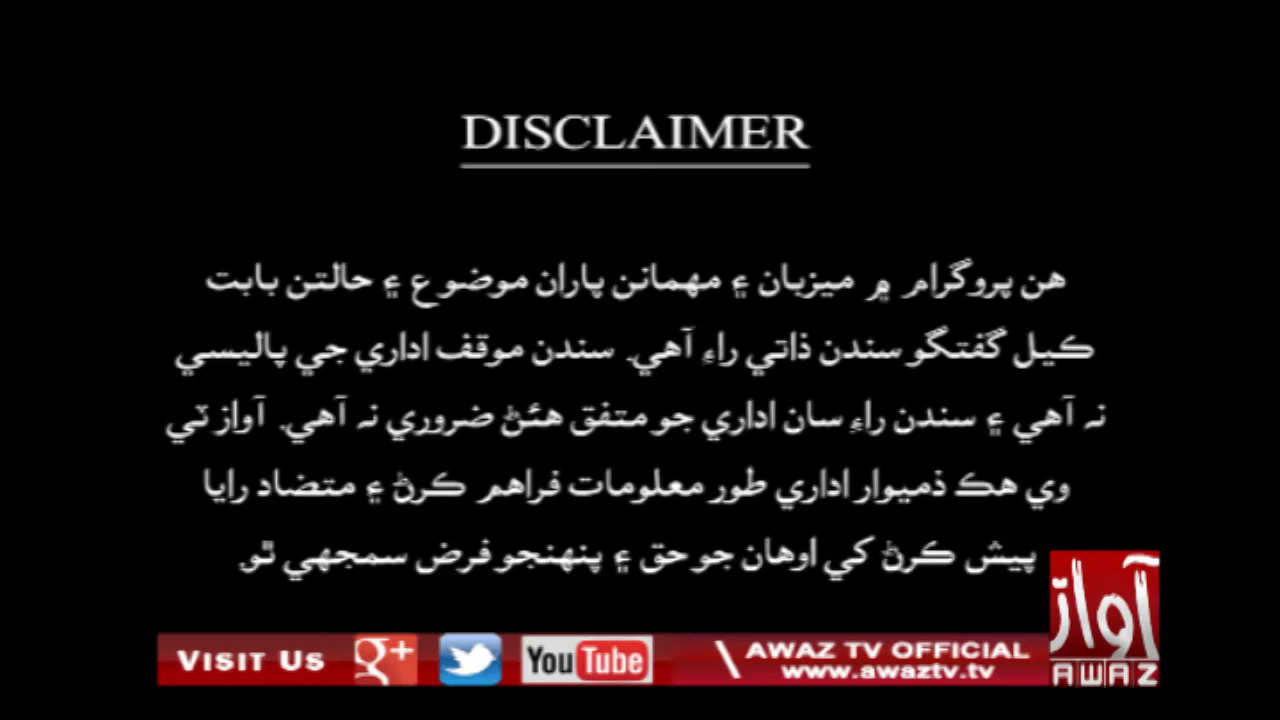 DISCLAIMER
هن پروگرام ۾ ميزبان ۽ مهمانن پاران موضوع ۽ حالتن بابت
ڪيل گفتگو سندن ذاتي راءِ آهي. سندن موقف اداري جي پاليسي
نہ آهي ۽ سندن راءِ سان اداري جو متفق هئڻ ضروري نہ آهي. آواز ٽي
وي هڪ ذميوار اداري طور معلومات فراهم ڪرڻ ۽ متضاد رايا
پيش ڪرڻ کي اوهان جو حق ۽ پنهنجو فرض سمجهي ٿو.
VISIT US g+ You Tube \ AWAZ TV OFFICIAL
www.awaztv.tv
آواز
AWAZ